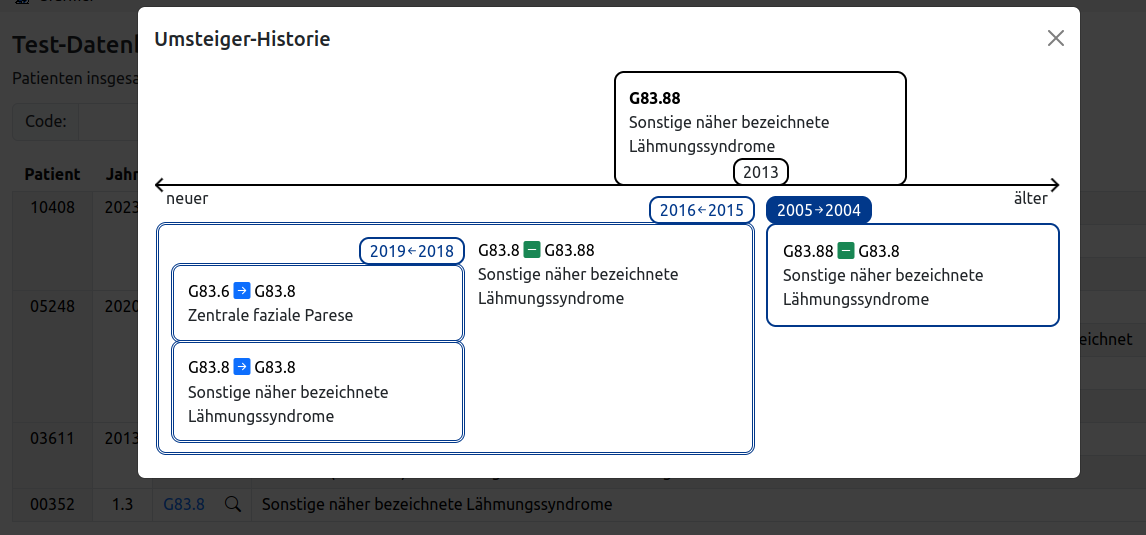 Test-Daten
Umsteiger-Historie
Patienten insgesa
Code:
G83.88
Sonstige näher bezeichnete
Lähmungssyndrome
2013
neuer
älter
2016←2015
2005→2004
2019←2018
G83.8 − G83.88
Sonstige näher bezeichnete
Lähmungssyndrome
G83.88 − G83.8
Sonstige näher bezeichnete
Lähmungssyndrome
G83.6 → G83.8
Zentrale faziale Parese
G83.8 → G83.8
Sonstige näher bezeichnete
Lähmungssyndrome
Patient Jahr
10408 2023
05248 2020
eichnet
03611 2013
00352 1.3 G83.8 Sonstige näher bezeichnete Lähmungssyndrome